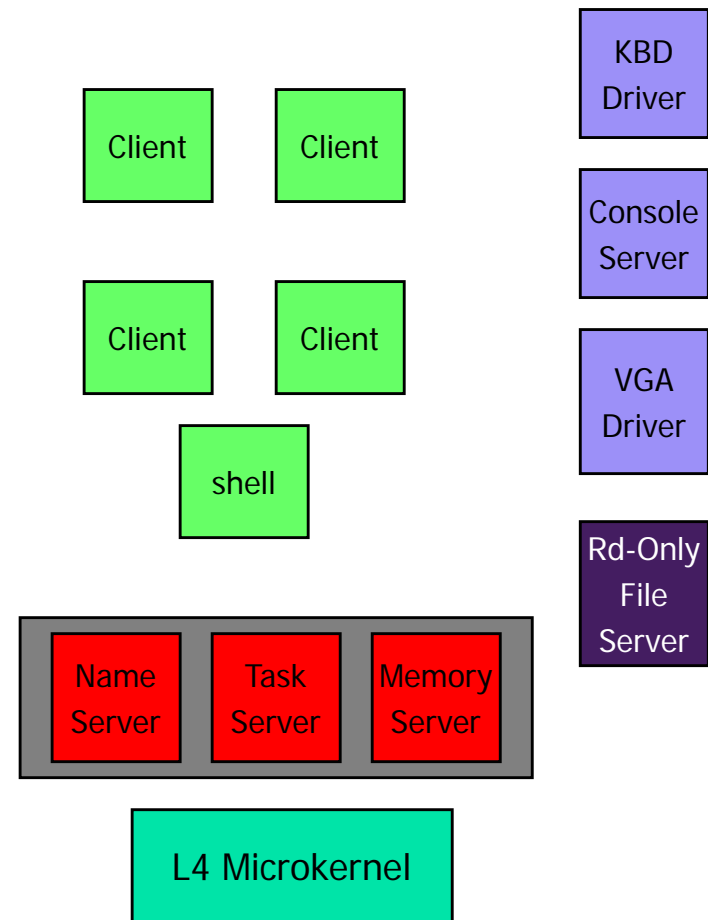 KBD
Driver
Client
Client
Console
Server
Client
Client
VGA
Driver
shell
Rd-Only
File
Server
Name
Server
Task
Server
Memory
Server
L4 Microkernel